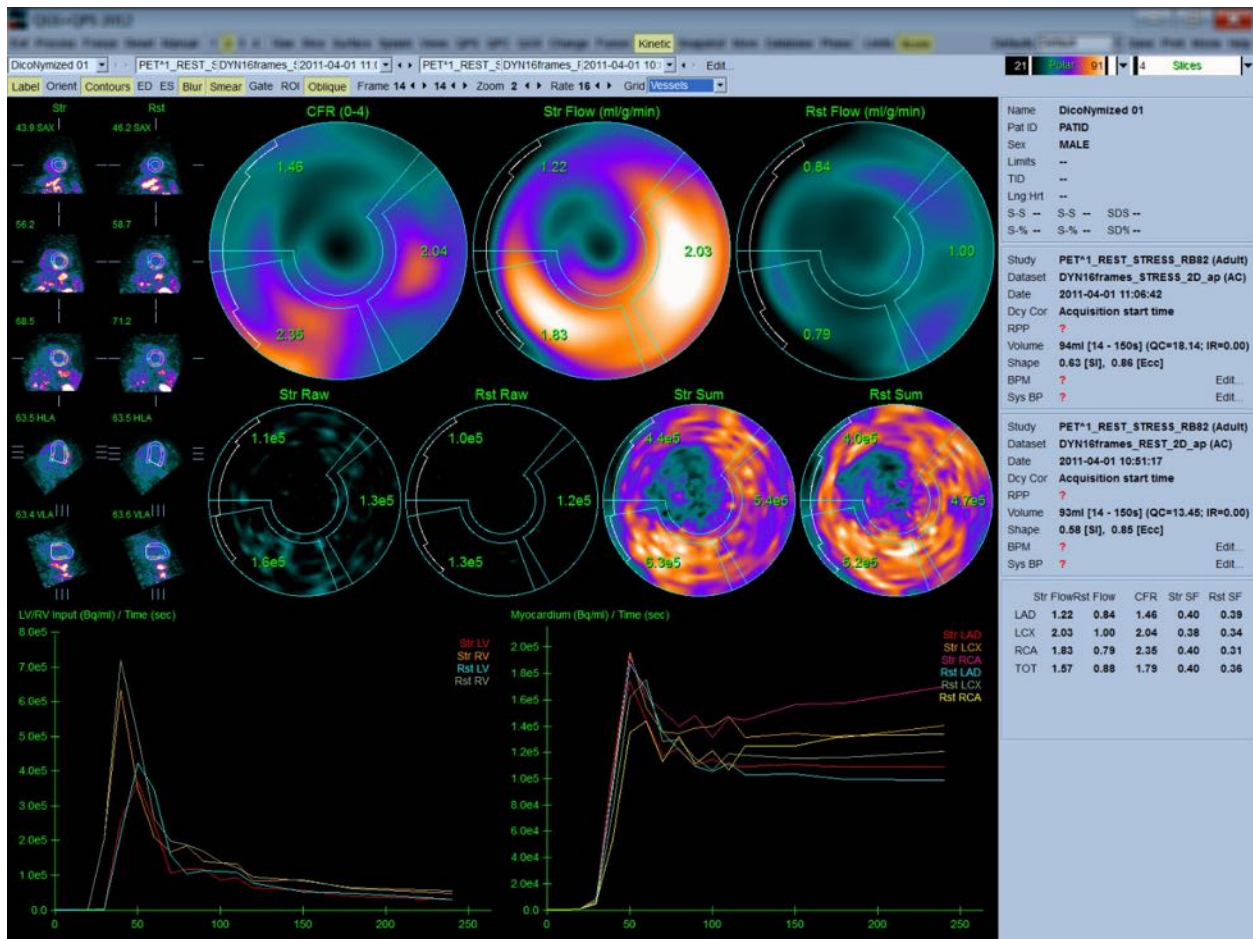 QGS+QPS 2012
Kinetic
DicoNymized 01 PET^1_REST_S DYN16frames_S 2011-04-01 11:( PET^1_REST_S DYN16frames_F 2011-04-01 10: Edit...
21 Polar 91 4 Slices
Label Orient Contours ED ES Blur Smear Gate ROI Oblique Frame 14 14 Zoom 2 Rate 16 Grid Vessels
Str Rst
43.9 SAX 46.2 SAX
56.2 58.7
68.5 71.2
63.5 HLA 63.5 HLA
63.4 VLA 63.6 VLA
CFR (0-4)
1.46
2.04
2.35
Str Flow (ml/g/min)
1.22
2.03
1.83
Rst Flow (ml/g/min)
0.84
1.00
0.79
Str Raw
1.1e5
1.3e5
1.6e5
Rst Raw
1.0e5
1.2e5
1.3e5
Str Sum
4.4e5
5.4e5
6.3e5
Rst Sum
4.0e5
4.7e5
5.2e5
LV/RV Input (Bq/ml) / Time (sec)
8.0e5
7.0e5
6.0e5
5.0e5
4.0e5
3.0e5
2.0e5
1.0e5
0.0
0 50 100 150 200 250
Str LV
Str RV
Rst LV
Rst RV
Myocardium (Bq/ml) / Time (sec)
2.0e5
1.8e5
1.6e5
1.4e5
1.2e5
1.0e5
8.0e4
6.0e4
4.0e4
2.0e4
0.0
0 50 100 150 200 250
Str LAD
Str LCX
Str RCA
Rst LAD
Rst LCX
Rst RCA
Name DicoNymized 01
Pat ID PATID
Sex MALE
Limits --
TID --
Lng:Hrt --
S-S -- S-S -- SDS --
S-% -- S-% -- SD% --
Study PET^1_REST_STRESS_RB82 (Adult)
Dataset DYN16frames_STRESS_2D_ap (AC)
Date 2011-04-01 11:06:42
Dcy Cor Acquisition start time
RPP ?
Volume 94ml [14 - 150s] (QC=18.14; IR=0.00)
Shape 0.63 [SI], 0.86 [Ecc]
BPM ? Edit...
Sys BP ? Edit...
Study PET^1_REST_STRESS_RB82 (Adult)
Dataset DYN16frames_REST_2D_ap (AC)
Date 2011-04-01 10:51:17
Dcy Cor Acquisition start time
RPP ?
Volume 93ml [14 - 150s] (QC=13.45; IR=0.00)
Shape 0.58 [SI], 0.85 [Ecc]
BPM ? Edit...
Sys BP ? Edit...
Str Flow Rst Flow CFR Str SF Rst SF
LAD 1.22 0.84 1.46 0.40 0.39
LCX 2.03 1.00 2.04 0.38 0.34
RCA 1.83 0.79 2.35 0.40 0.31
TOT 1.57 0.88 1.79 0.40 0.36